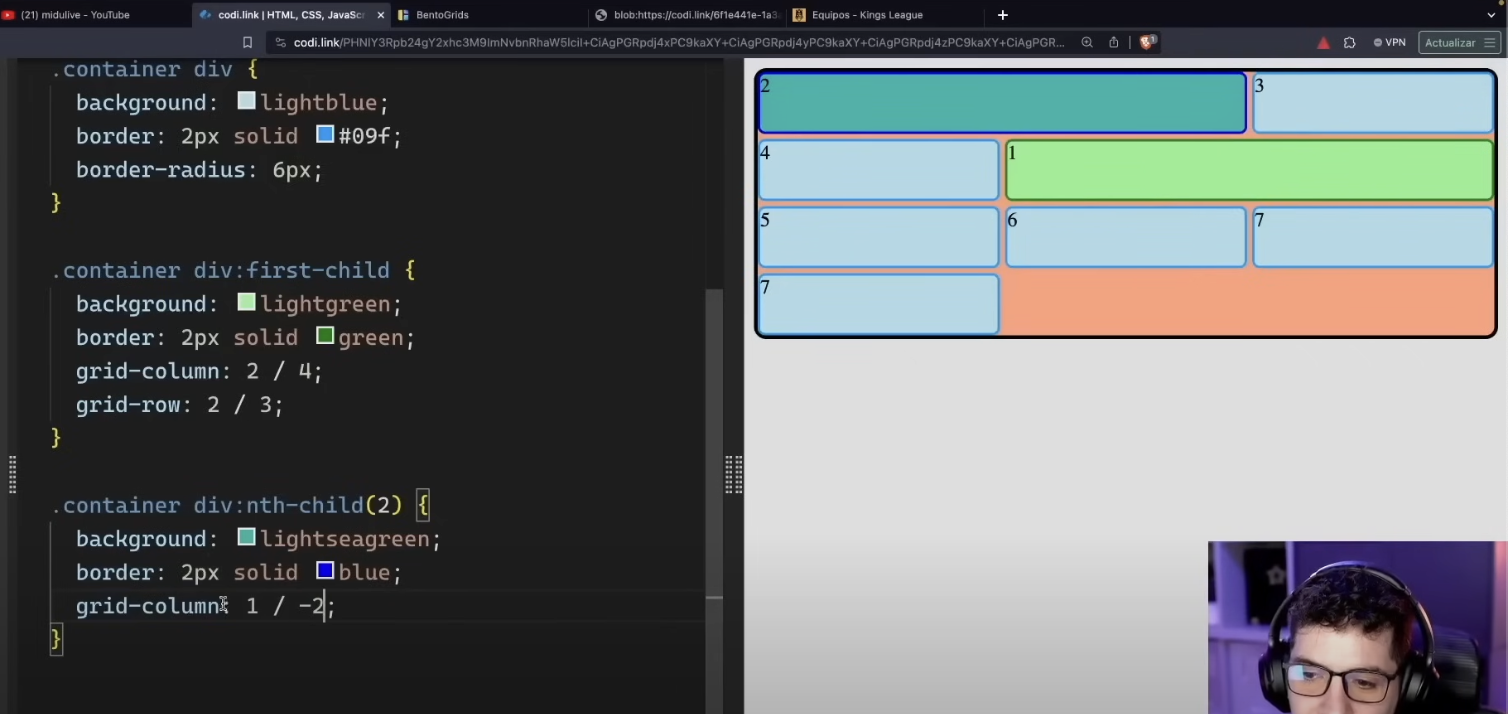 (21) midulive - YouTube
codi.link | HTML, CSS, JavaScr
BentoGrids
blob:https://codi.link/6f1e441e-1a3
Equipos - Kings League
codi.link/PHNlY3Rpb24gY2xhc3M9ImNvbnRhaW5lciI+CiAgPGRpdj4xPC9kaXY+CiAgPGRpdj4yPC9kaXY+CiAgPGRpdj4zPC9kaXY+CiAgPGRpdj40PC9kaXY+CiAgPGR...
VPN
Actualizar
.container div {
background: lightblue;
border: 2px solid #09f;
border-radius: 6px;
}
.container div:first-child {
background: lightgreen;
border: 2px solid green;
grid-column: 2 / 4;
grid-row: 2 / 3;
}
.container div:nth-child(2) {
background: lightseagreen;
border: 2px solid blue;
grid-column: 1 / -2;
}
2
3
4
1
5
6
7
7